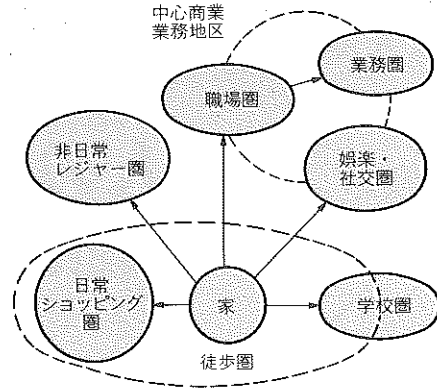 中心商業
業務地区
業務圏
職場圏
非日常
レジャー圏
娯楽・
社交圏
日常
ショッピング
圏
家
学校圏
徒歩圏